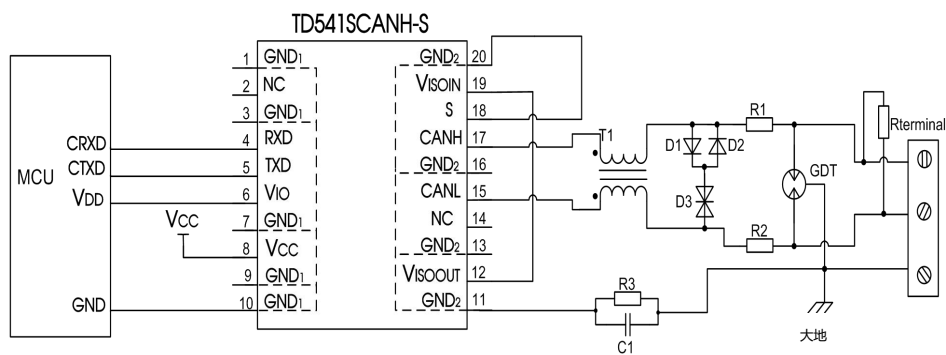 TD541SCANH-S
MCU
CRXD
CTXD
VDD
GND
VCC
1 GND1
2 NC
3 GND1
4 RXD
5 TXD
6 VIO
7 GND1
8 VCC
9 GND1
10 GND1
GND2 20
VISOIN 19
S 18
CANH 17
GND2 16
CANL 15
NC 14
GND2 13
VISOOUT 12
GND2 11
T1
D1
D2
D3
R1
R2
GDT
Rterminal
R3
C1
大地